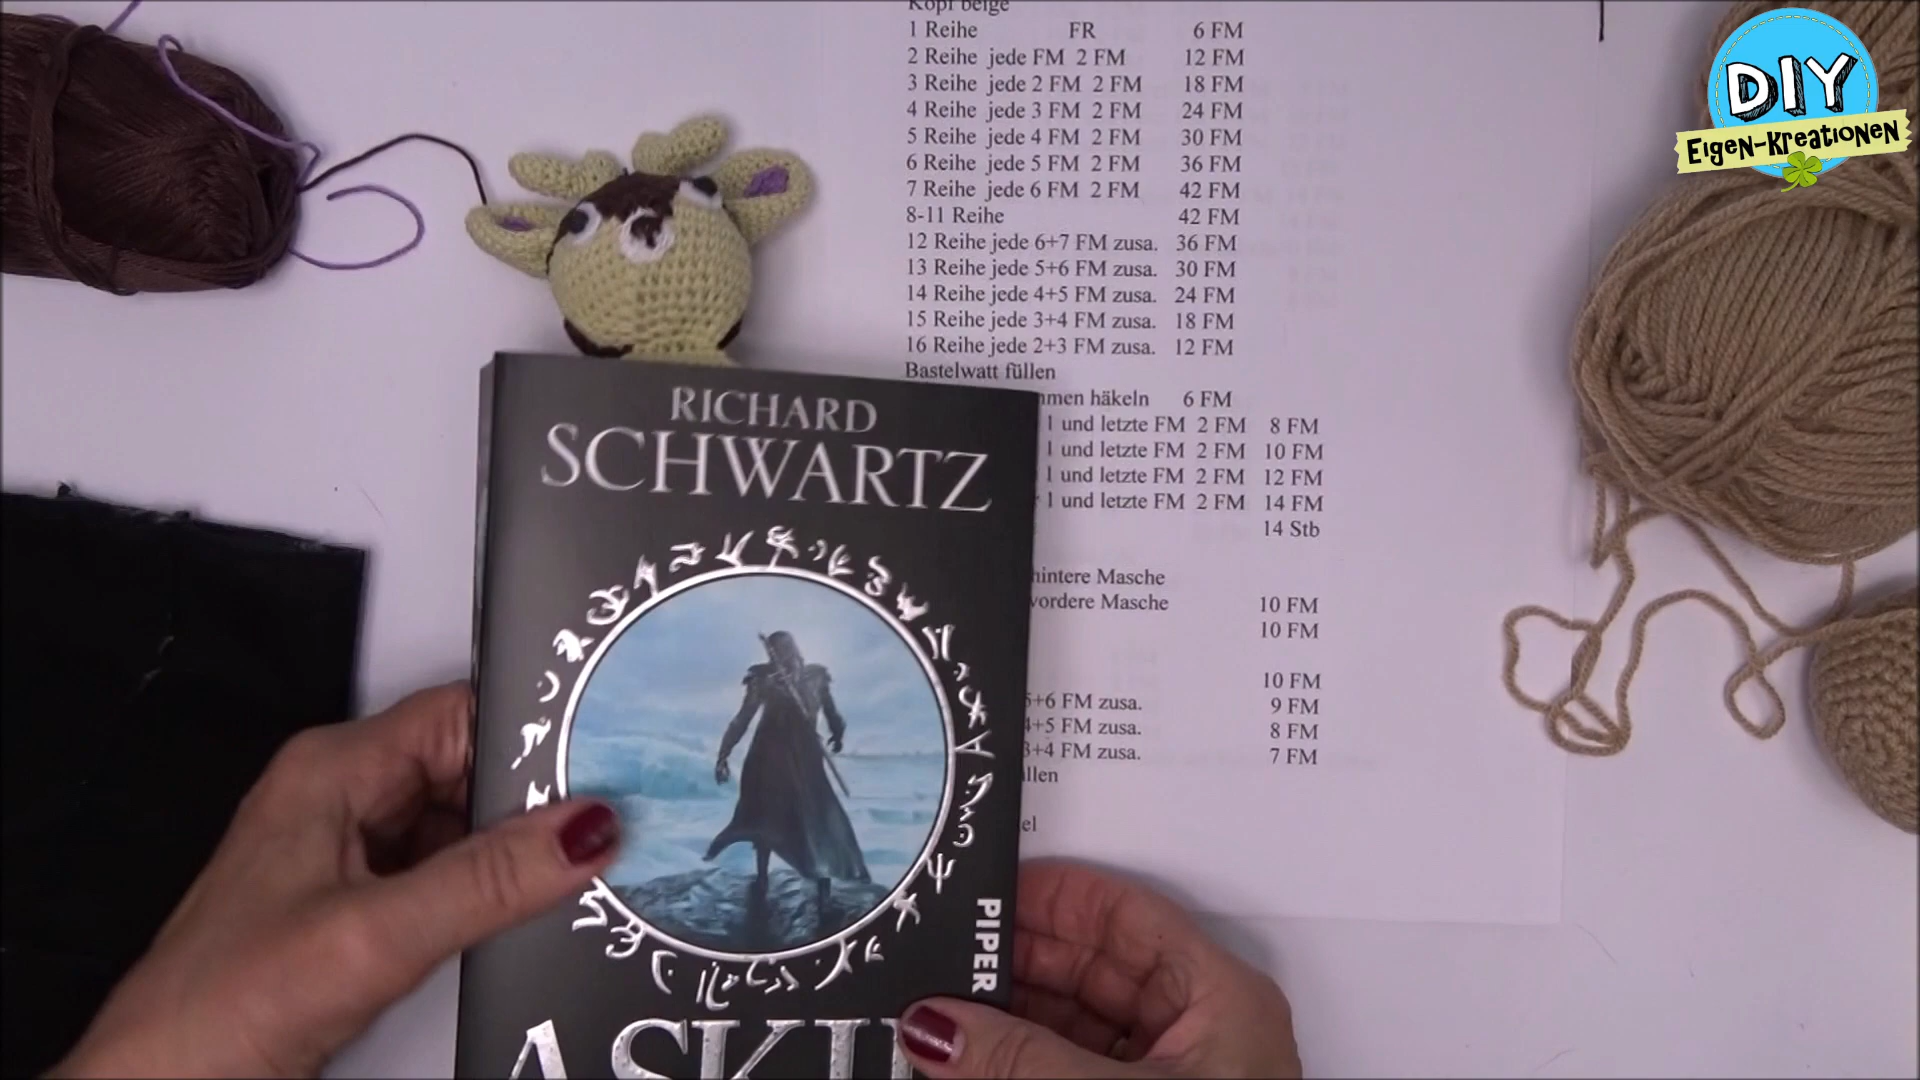 Kopf beige
1 Reihe FR 6 FM
2 Reihe jede FM 2 FM 12 FM
3 Reihe jede 2 FM 2 FM 18 FM
4 Reihe jede 3 FM 2 FM 24 FM
5 Reihe jede 4 FM 2 FM 30 FM
6 Reihe jede 5 FM 2 FM 36 FM
7 Reihe jede 6 FM 2 FM 42 FM
8-11 Reihe 42 FM
12 Reihe jede 6+7 FM zusa. 36 FM
13 Reihe jede 5+6 FM zusa. 30 FM
14 Reihe jede 4+5 FM zusa. 24 FM
15 Reihe jede 3+4 FM zusa. 18 FM
16 Reihe jede 2+3 FM zusa. 12 FM
Bastelwatt füllen
häkeln 6 FM
1 und letzte FM 2 FM 8 FM
1 und letzte FM 2 FM 10 FM
1 und letzte FM 2 FM 12 FM
1 und letzte FM 2 FM 14 FM
14 Stb
hintere Masche
vordere Masche 10 FM
10 FM
10 FM
5+6 FM zusa. 9 FM
4+5 FM zusa. 8 FM
3+4 FM zusa. 7 FM
DIY
Eigen-Kreationen
RICHARD
SCHWARTZ
PIPER